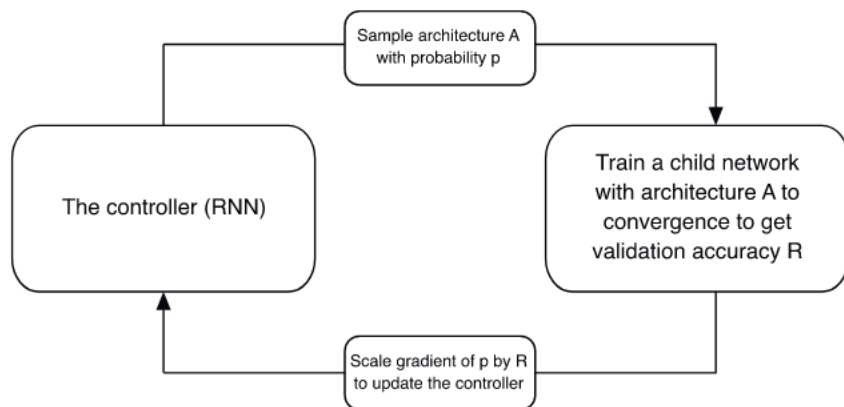 Sample architecture A
with probability p
The controller (RNN)
Train a child network
with architecture A to
convergence to get
validation accuracy R
Scale gradient of p by R
to update the controller